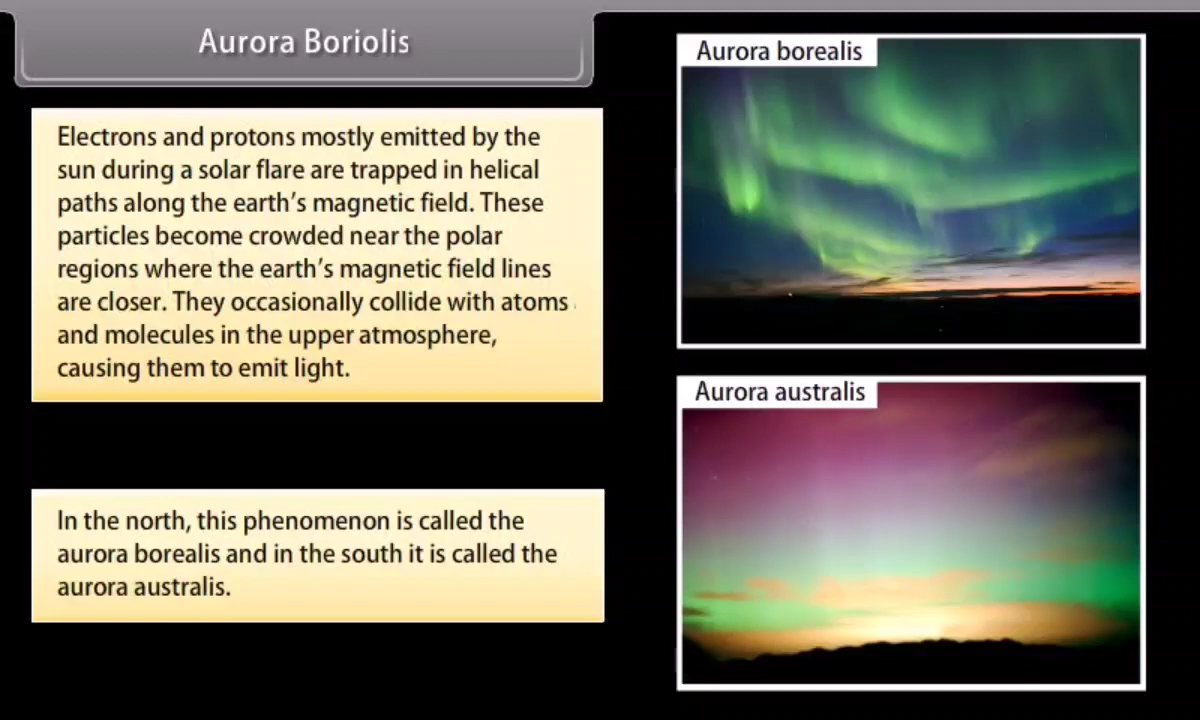 Aurora Boriolis
Electrons and protons mostly emitted by the
sun during a solar flare are trapped in helical
paths along the earth's magnetic field. These
particles become crowded near the polar
regions where the earth's magnetic field lines
are closer. They occasionally collide with atoms
and molecules in the upper atmosphere,
causing them to emit light.
In the north, this phenomenon is called the
aurora borealis and in the south it is called the
aurora australis.
Aurora borealis
Aurora australis